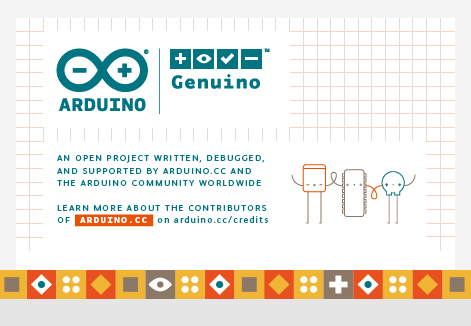 ARDUINO
Genuino™
AN OPEN PROJECT WRITTEN, DEBUGGED,
AND SUPPORTED BY ARDUINO.CC AND
THE ARDUINO COMMUNITY WORLDWIDE
LEARN MORE ABOUT THE CONTRIBUTORS
OF ARDUINO.CC on arduino.cc/credits